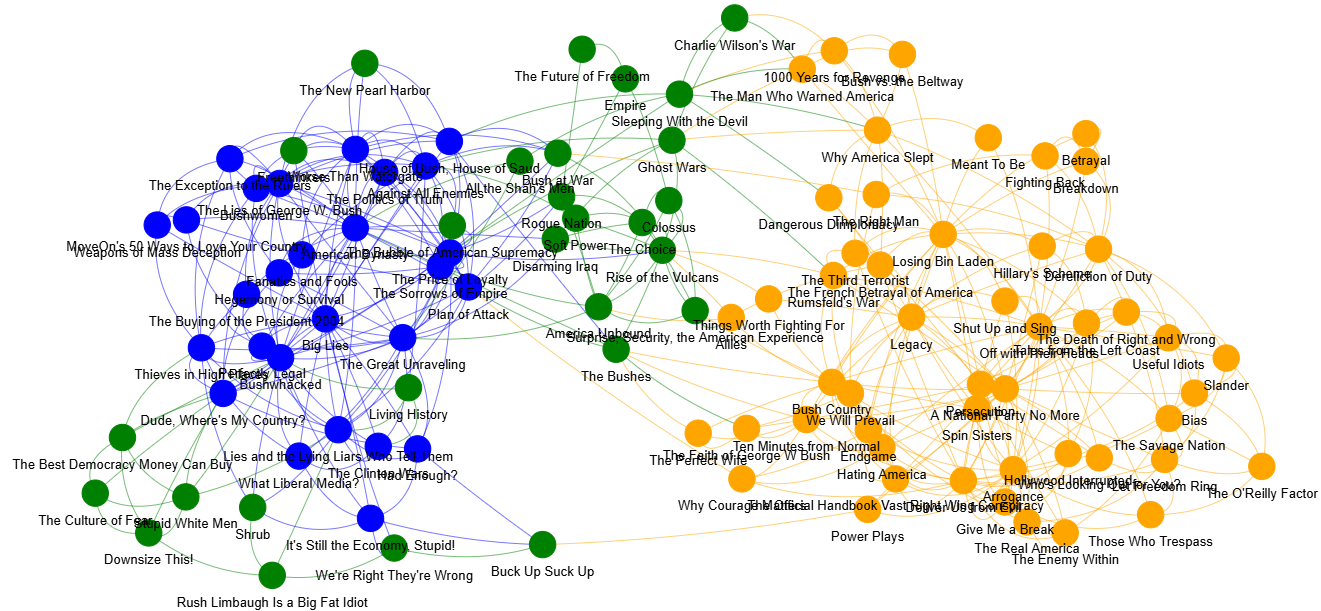 Charlie Wilson's War
The Future of Freedom
1000 Years for Revenge
Bush vs. the Beltway
The New Pearl Harbor
The Man Who Warned America
Empire
Sleeping With the Devil
Why America Slept
Meant To Be
Betrayal
Fighting Back
Breakdown
Ghost Wars
House of Bush, House of Saud
Worse Than Watergate
Bush at War
All the Shah's Men
Against All Enemies
The Politics of Truth
The Exception to the Rulers
The Lies of George W. Bush
Bushwomen
Rogue Nation
Colossus
Dangerous Dimplomacy
The Right Man
MoveOn's 50 Ways to Love Your Country
Weapons of Mass Deception
American Dynasty
The Bubble of American Supremacy
Soft Power
The Choice
Disarming Iraq
Rise of the Vulcans
Losing Bin Laden
Hillary's Scheme
Dereliction of Duty
The Third Terrorist
The French Betrayal of America
Rumsfeld's War
Fanatics and Fools
The Price of Loyalty
The Sorrows of Empire
Hegemony or Survival
Plan of Attack
The Buying of the President 2004
Big Lies
America Unbound
Surprise, Security, the American Experience
Things Worth Fighting For
Allies
Legacy
Shut Up and Sing
The Death of Right and Wrong
Tales from the Left Coast
Off with Their Heads
Useful Idiots
Slander
The Great Unraveling
The Bushes
Thieves in High Places
Perfectly Legal
Bushwhacked
Living History
Dude, Where's My Country?
Bush Country
We Will Prevail
Persecution
A National Party No More
Spin Sisters
Bias
The Savage Nation
Ten Minutes from Normal
The Faith of George W Bush
The Perfect Wife
Endgame
Hating America
Lies and the Lying Liars Who Tell Them
The Clinton Wars
Had Enough?
What Liberal Media?
The Best Democracy Money Can Buy
Hollywood Interrupted
Who's Looking Out for You?
Let Freedom Ring
The O'Reilly Factor
Arrogance
Deliver Us from Evil
Why Courage Matters
The Official Handbook Vast Right Wing Conspiracy
Power Plays
Give Me a Break
The Real America
The Enemy Within
Those Who Trespass
The Culture of Fear
Stupid White Men
Shrub
Downsize This!
It's Still the Economy, Stupid!
We're Right They're Wrong
Buck Up Suck Up
Rush Limbaugh Is a Big Fat Idiot